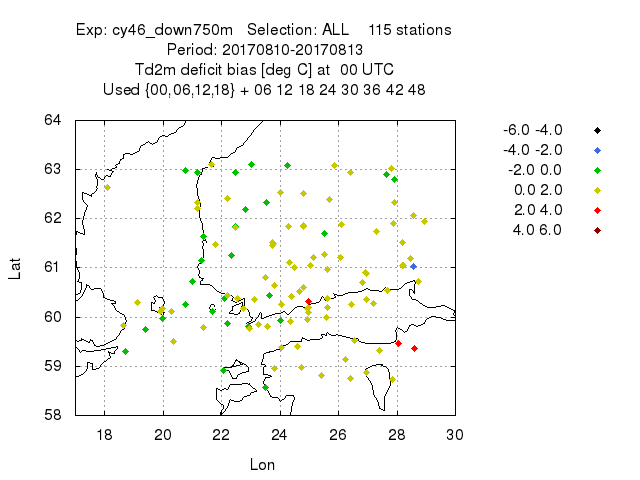 Exp: cy46_down750m Selection: ALL 115 stations
Period: 20170810-20170813
Td2m deficit bias [deg C] at 00 UTC
Used {00,06,12,18} + 06 12 18 24 30 36 42 48
64
63
62
61
60
59
58
Lat
18 20 22 24 26 28 30
Lon
-6.0 -4.0
-4.0 -2.0
-2.0 0.0
0.0 2.0
2.0 4.0
4.0 6.0